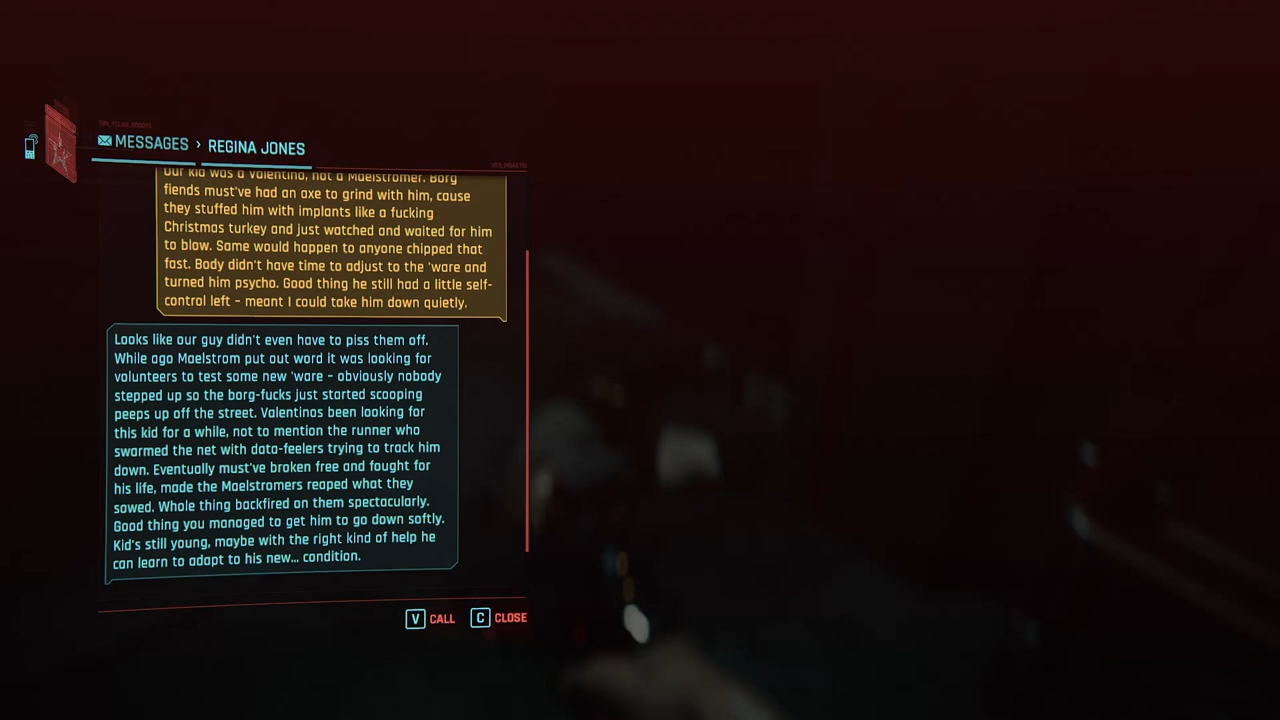 MESSAGES › REGINA JONES
Our kid was a Valentino, not a Maelstromer. Borg
fiends must've had an axe to grind with him, cause
they stuffed him with implants like a fucking
Christmas turkey and just watched and waited for him
to blow. Same would happen to anyone chipped that
fast. Body didn't have time to adjust to the 'ware and
turned him psycho. Good thing he still had a little self-
control left – meant I could take him down quietly.
Looks like our guy didn't even have to piss them off.
While ago Maelstrom put out word it was looking for
volunteers to test some new 'ware – obviously nobody
stepped up so the borg-fucks just started scooping
peeps up off the street. Valentinos been looking for
this kid for a while, not to mention the runner who
swarmed the net with data-feelers trying to track him
down. Eventually must've broken free and fought for
his life, made the Maelstromers reaped what they
sowed. Whole thing backfired on them spectacularly.
Good thing you managed to get him to go down softly.
Kid's still young, maybe with the right kind of help he
can learn to adapt to his new... condition.
V CALL C CLOSE